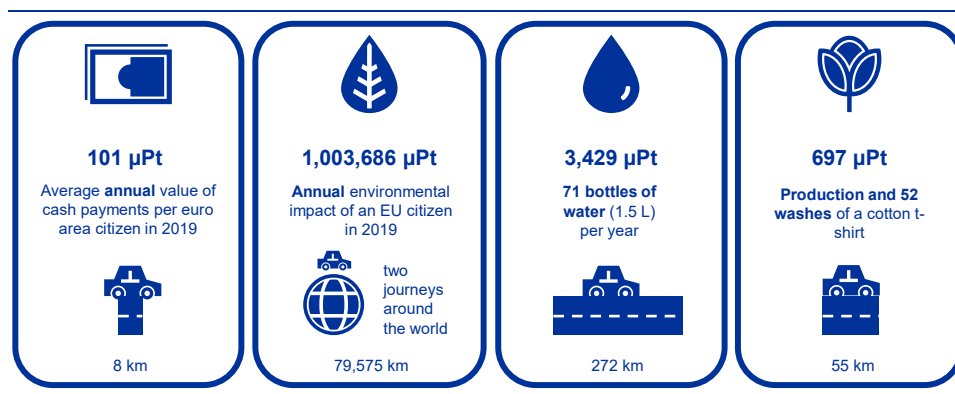 101 µPt
Average annual value of
cash payments per euro
area citizen in 2019
8 km
1,003,686 µPt
Annual environmental
impact of an EU citizen
in 2019
two
journeys
around
the world
79,575 km
3,429 µPt
71 bottles of
water (1.5 L)
per year
272 km
697 µPt
Production and 52
washes of a cotton t-
shirt
55 km